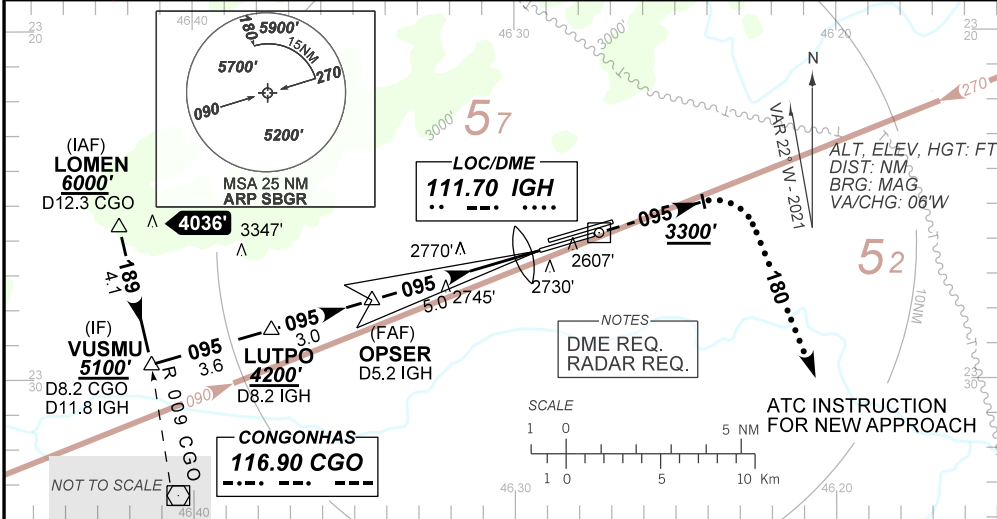 23
20
46.40
46.30
46.20
23
20
5900'
180
15NM
5700'
270
090
5200'
MSA 25 NM
ARP SBGR
3000'
3000'
57
270
N
VAR 22° W - 2021
ALT, ELEV, HGT: FT
DIST: NM
BRG: MAG
VA/CHG: 06'W
(IAF)
LOMEN
6000'
D12.3 CGO
4036'
3347'
LOC/DME
111.70 IGH
.. --. ....
095
3300'
2770'
2607'
2730'
2745'
52
10NM
189
4.1
095
5.0
180
(IF)
VUSMU
5100'
D8.2 CGO
D11.8 IGH
095
3.6
095
3.0
LUTPO
4200'
D8.2 IGH
(FAF)
OPSER
D5.2 IGH
NOTES
DME REQ.
RADAR REQ.
090
R 009 CGO
23
30
23
30
SCALE
1 0 5 NM
1 0 5 10 Km
ATC INSTRUCTION
FOR NEW APPROACH
CONGONHAS
116.90 CGO
-.-. --. ---
NOT TO SCALE
46.40
46.30
46.20